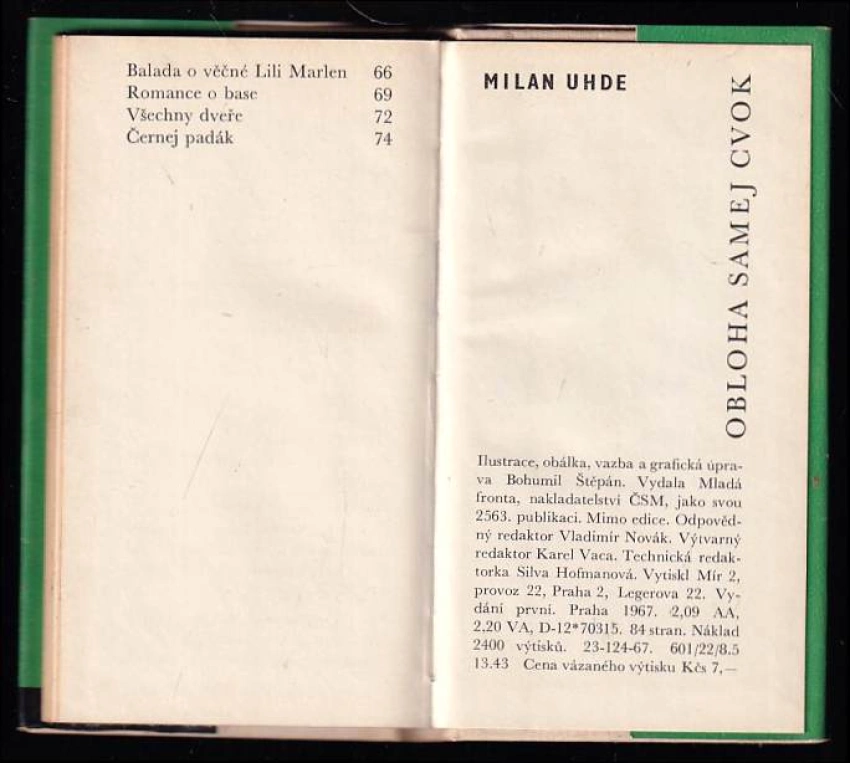 Balada o věčné Lili Marlen 66
Romance o base 69
Všechny dveře 72
Černej padák 74
MILAN UHDE
OBLOHA SAMEJ CVOK
Ilustrace, obálka, vazba a grafická úpra-
va Bohumil Štěpán. Vydala Mladá
fronta, nakladatelství ČSM, jako svou
2563. publikaci. Mimo edice. Odpověd-
ný redaktor Vladimír Novák. Výtvarný
redaktor Karel Vaca. Technická redak-
torka Silva Hofmanová. Vytiskl Mír 2,
provoz 22, Praha 2, Legerova 22. Vy-
dání první. Praha 1967. 2,09 AA,
2,20 VA, D-12*70315. 84 stran. Náklad
2400 výtisků. 23-124-67. 601/22/8.5
13.43 Cena vázaného výtisku Kčs 7,—